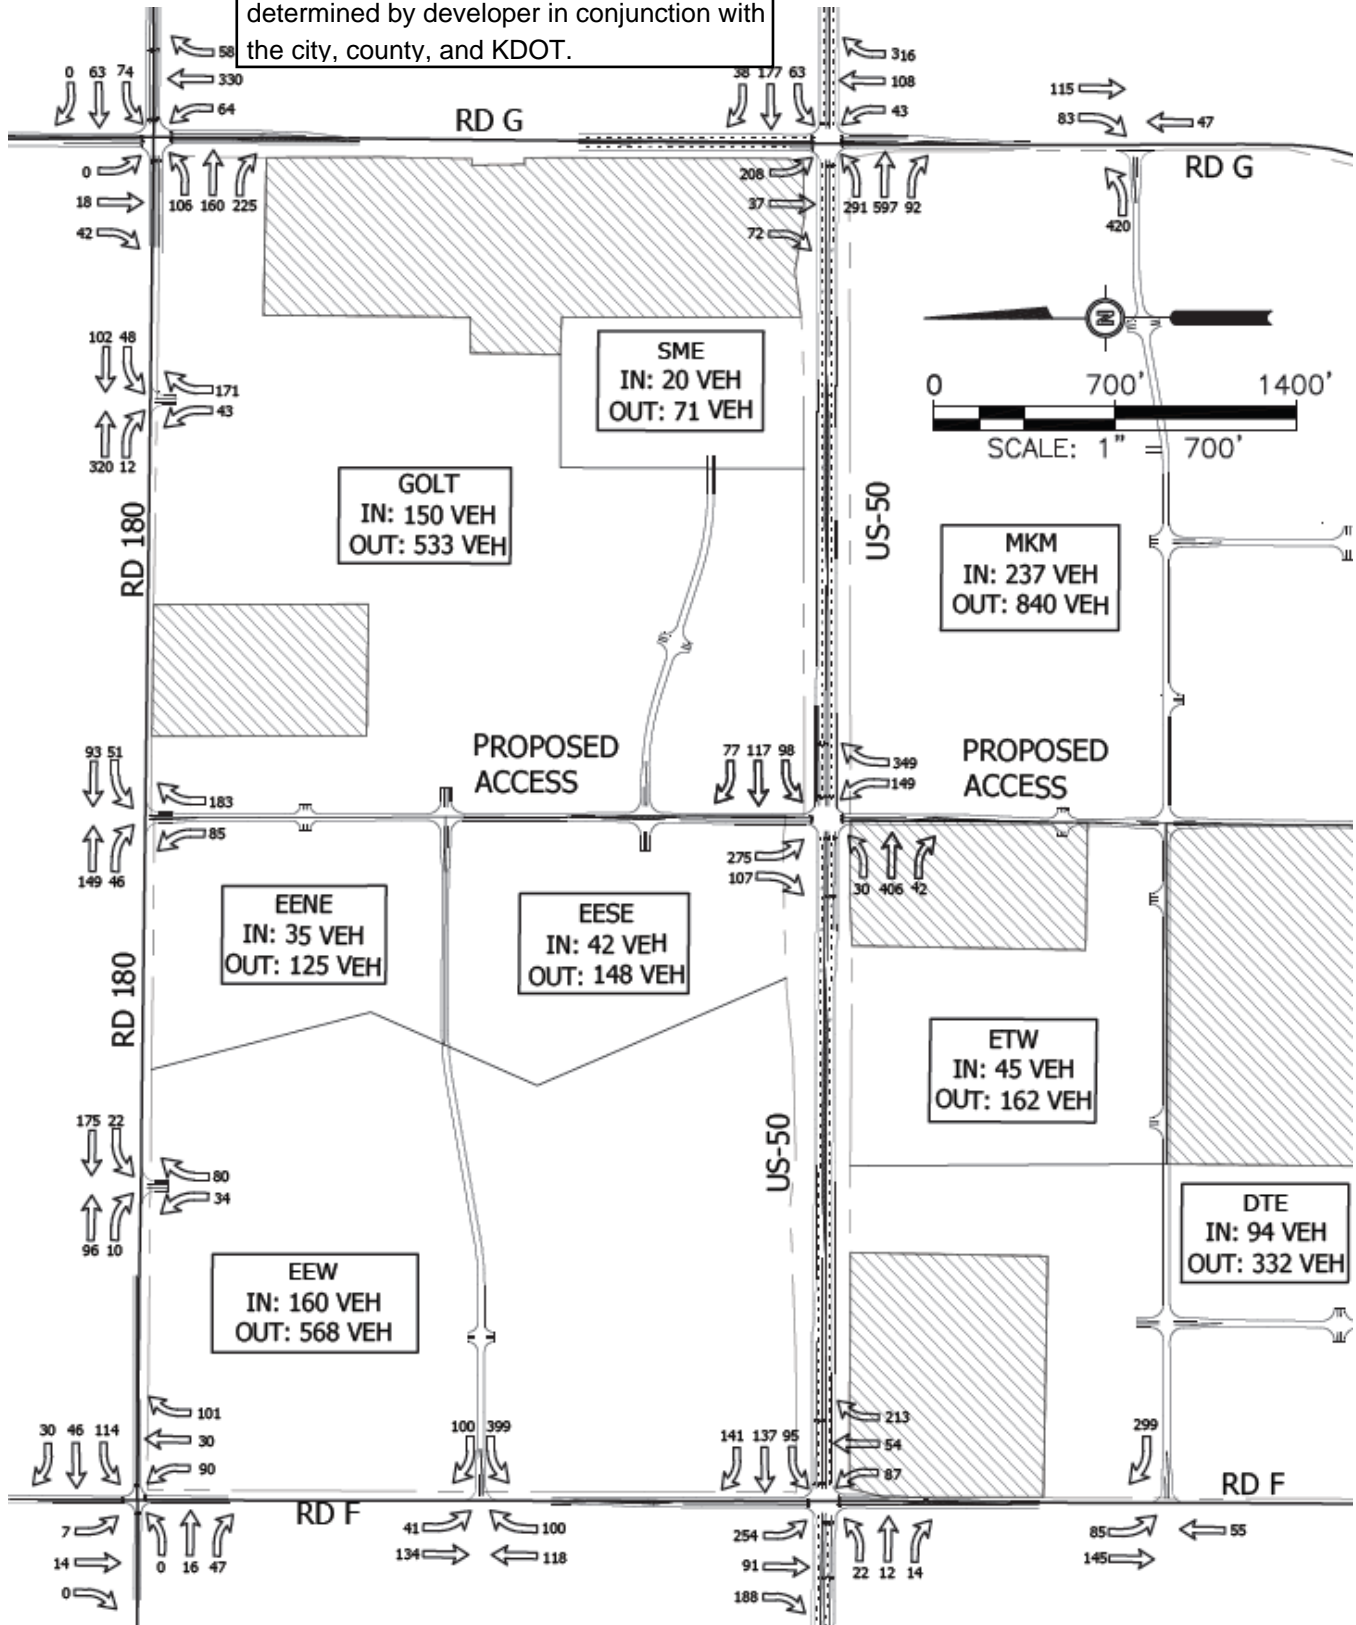 determined by developer in conjunction with
the city, county, and KDOT.
58
330
64
0 63 74
38 177 63
316
108
43
115
83
47
RD G
RD G
0
18
42
106 160 225
208
37
72
291 597 92
420
N
0 700' 1400'
SCALE: 1" 700'
102 48
171
43
320 12
SME
IN: 20 VEH
OUT: 71 VEH
GOLT
IN: 150 VEH
OUT: 533 VEH
RD 180
US-50
MKM
IN: 237 VEH
OUT: 840 VEH
PROPOSED
ACCESS
PROPOSED
ACCESS
93 51
183
85
149 46
77 117 98
349
149
275
107
30 406 42
EENE
IN: 35 VEH
OUT: 125 VEH
EESE
IN: 42 VEH
OUT: 148 VEH
RD 180
ETW
IN: 45 VEH
OUT: 162 VEH
175 22
80
34
96 10
US-50
DTE
IN: 94 VEH
OUT: 332 VEH
EEW
IN: 160 VEH
OUT: 568 VEH
30 46 114
101
30
90
100 399
141 137 95
213
54
87
299
RD F
RD F
7
14
0
0 16 47
41
134
100
118
254
91
188
22 12 14
85
145
55